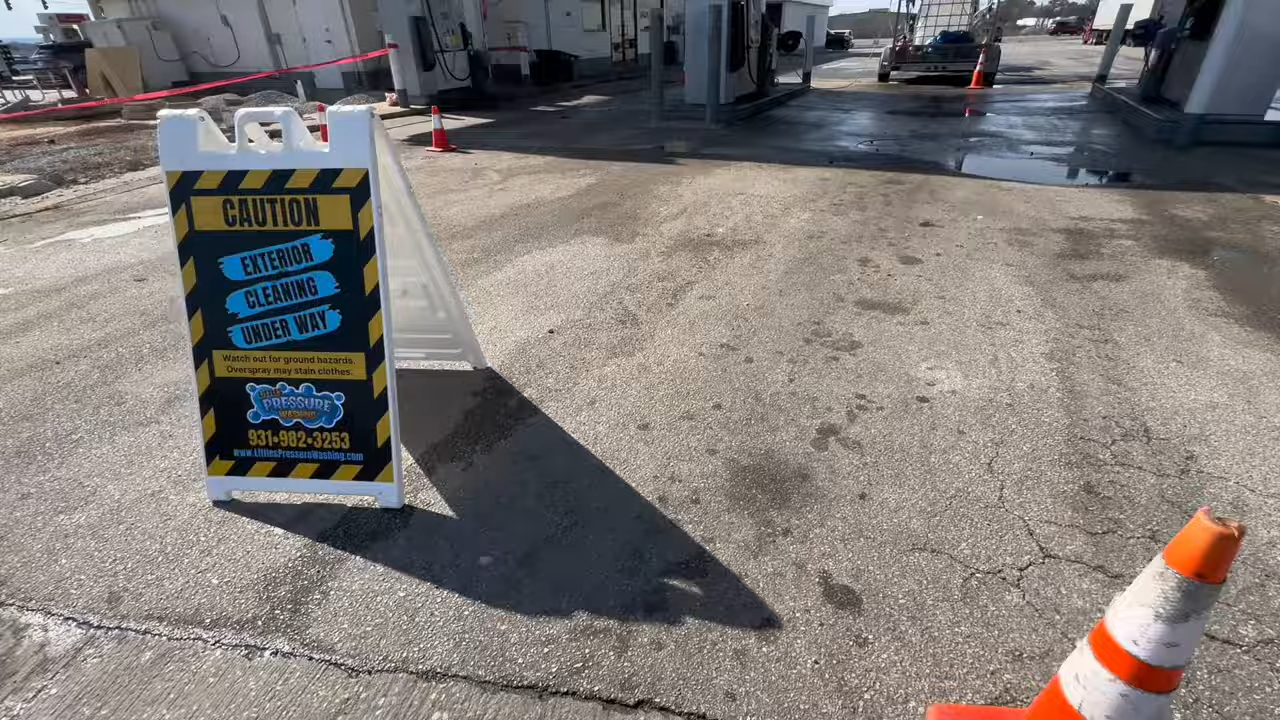 CAUTION
EXTERIOR
CLEANING
UNDER WAY
Watch out for ground hazards.
Overspray may stain clothes.
PRESSURE
WASHING
931•982•3253
www.LittlesPressureWashing.com